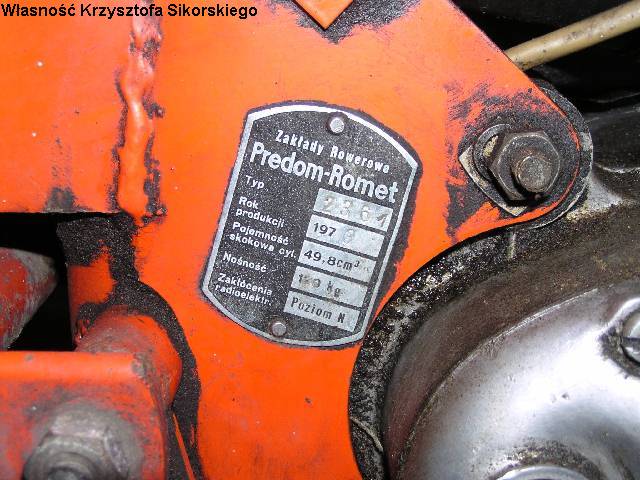 Własność Krzysztofa Sikorskiego
Zakłady Rowerowe
Predom-Romet
Typ 2361
Rok produkcji 197
Pojemność skokowa cyl. 49,8cm³
Nośność kg
Zakłócenia radioelektr. Poziom N